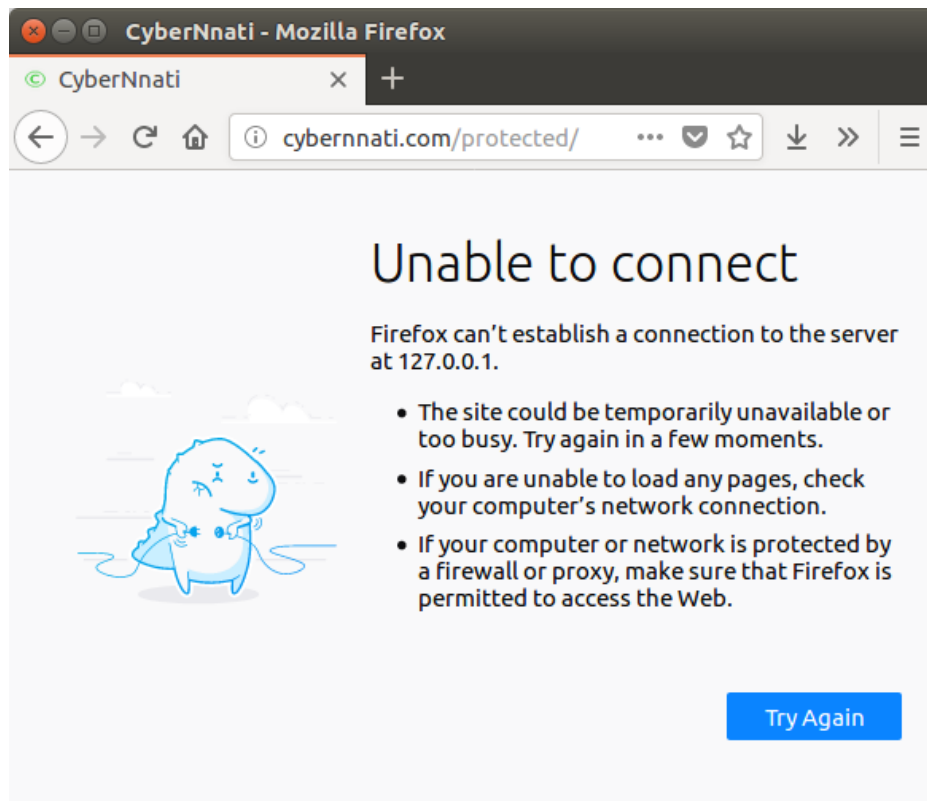 CyberNnati - Mozilla Firefox
© CyberNnati
cybernnati.com/protected/
Unable to connect
Firefox can’t establish a connection to the server
at 127.0.0.1.
• The site could be temporarily unavailable or
too busy. Try again in a few moments.
• If you are unable to load any pages, check
your computer’s network connection.
• If your computer or network is protected by
a firewall or proxy, make sure that Firefox is
permitted to access the Web.
Try Again